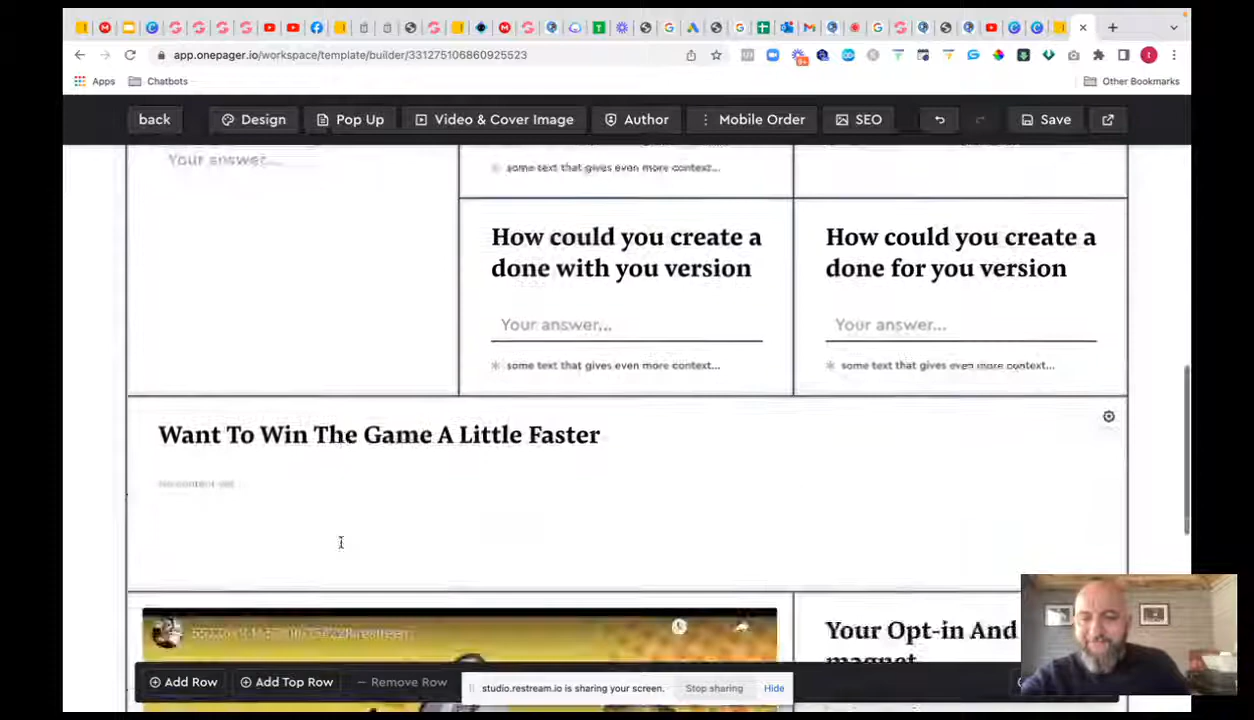 app.onepager.io/workspace/template/builder/331275106860925523
Apps
Chatbots
Other Bookmarks
back
Design
Pop Up
Video & Cover Image
Author
Mobile Order
SEO
Save
Your answer...
some text that gives even more context...
How could you create a
done with you version
Your answer...
some text that gives even more context...
How could you create a
done for you version
Your answer...
some text that gives even more context...
Want To Win The Game A Little Faster
Your Opt-in And
magnet
Add Row
Add Top Row
Remove Row
studio.restream.io is sharing your screen.
Stop sharing
Hide